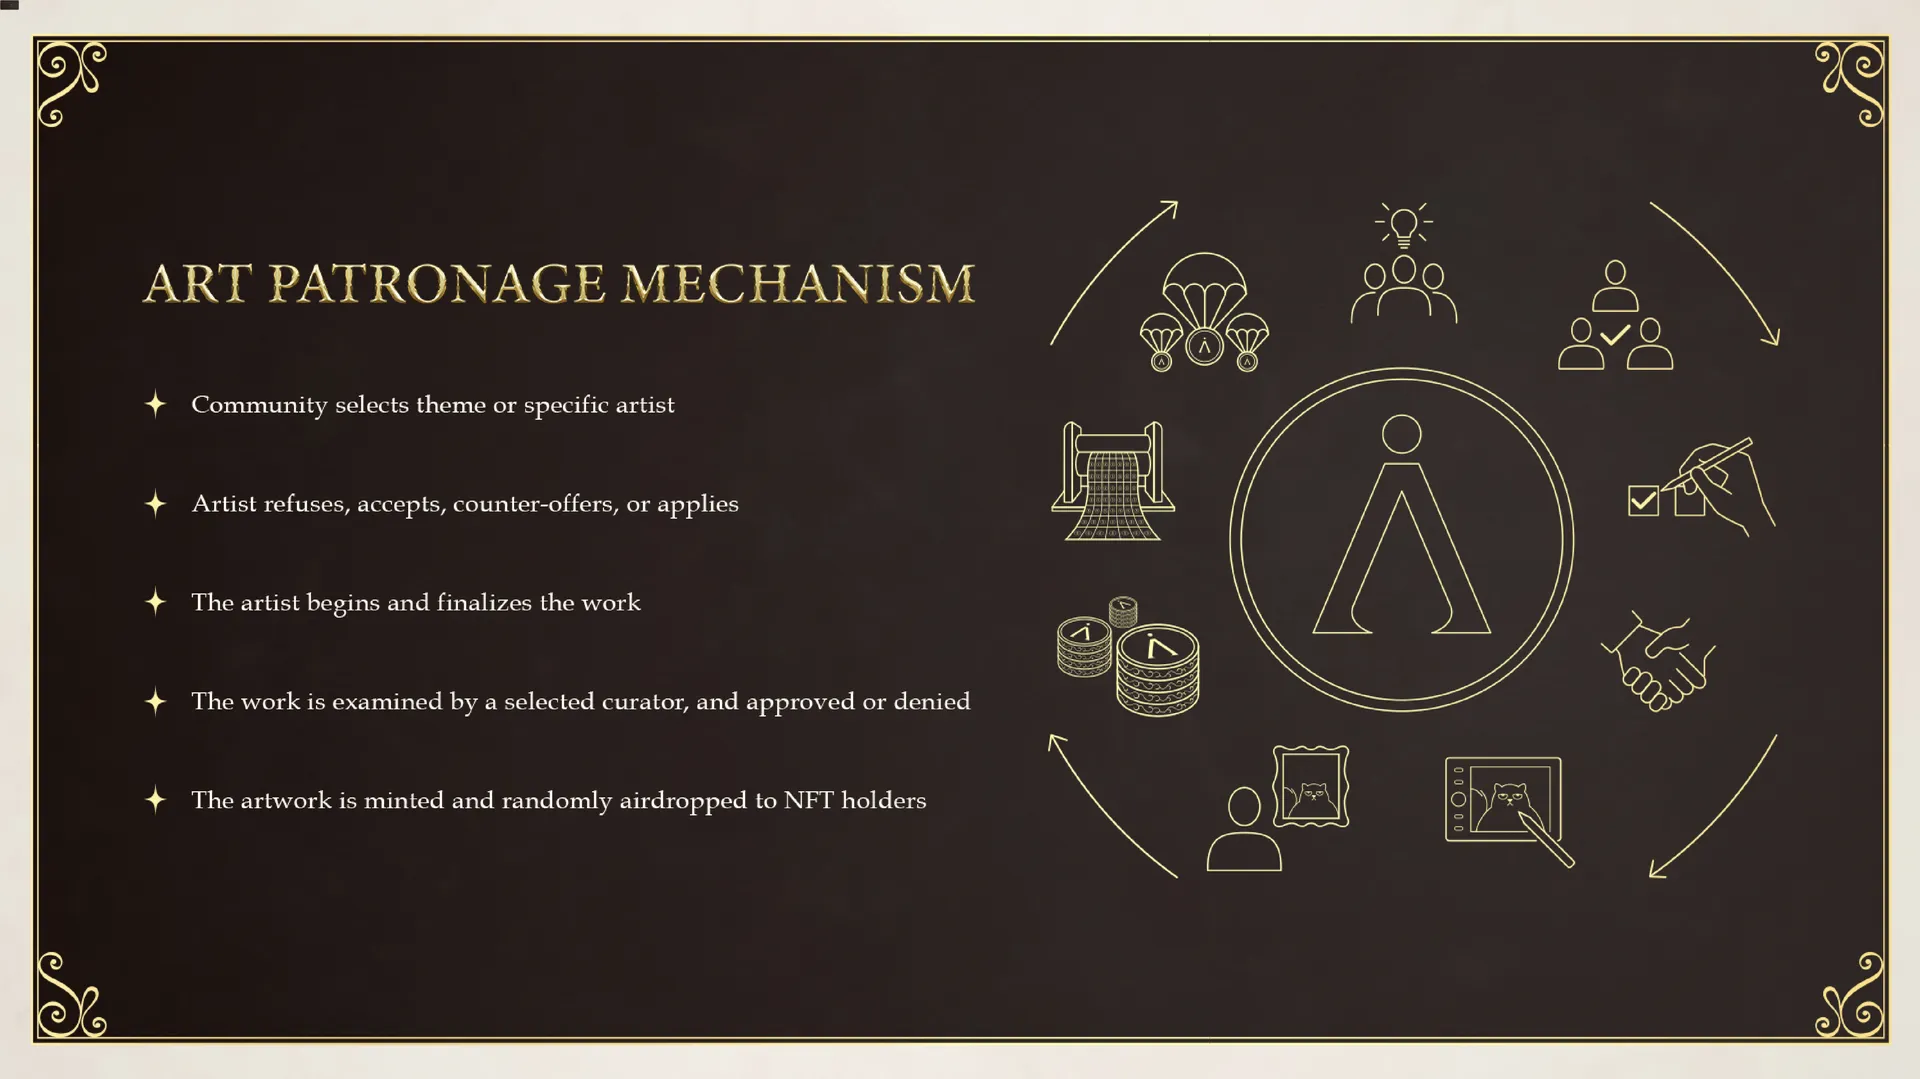 ART PATRONAGE MECHANISM
Community selects theme or specific artist
Artist refuses, accepts, counter-offers, or applies
The artist begins and finalizes the work
The work is examined by a selected curator, and approved or denied
The artwork is minted and randomly airdropped to NFT holders